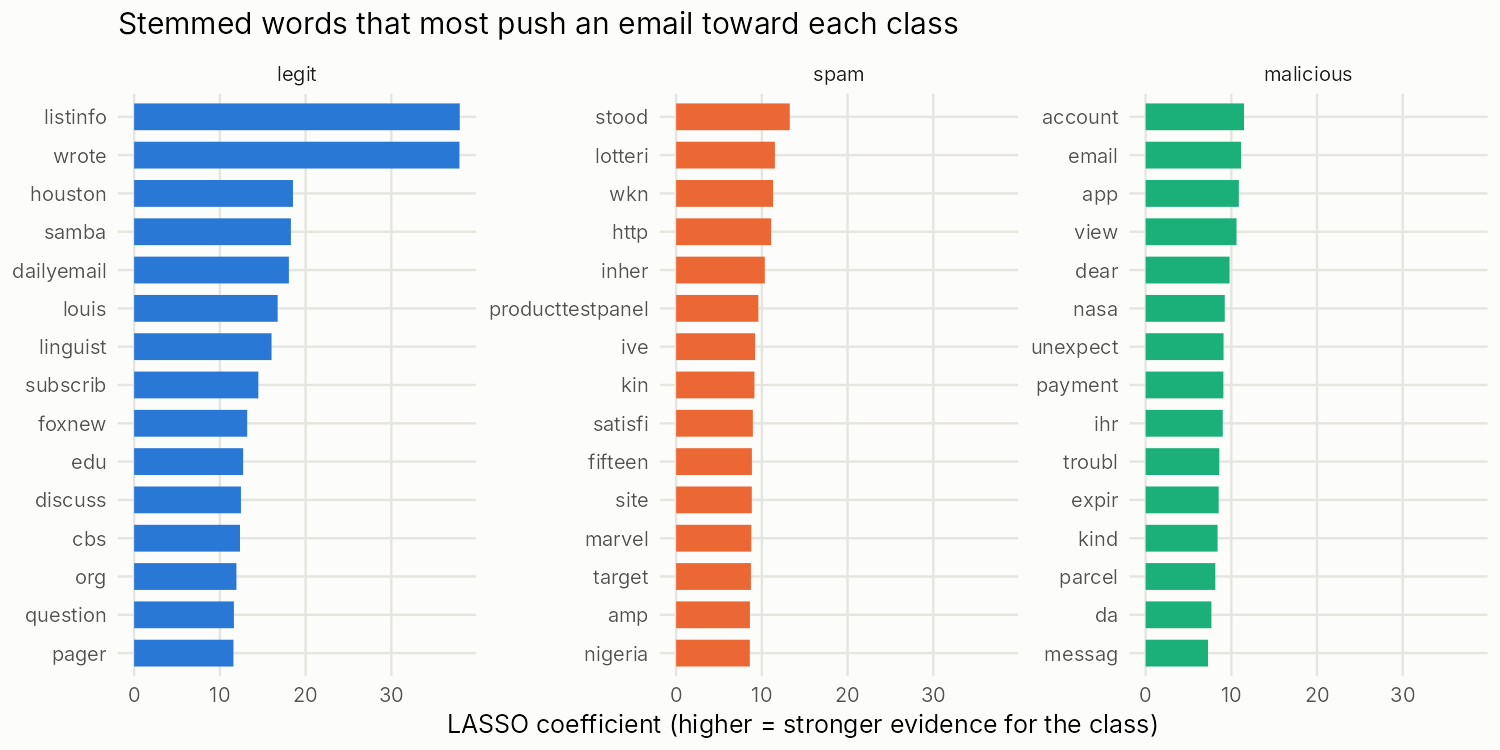 Stemmed words that most push an email toward each class
legit
listinfo
wrote
houston
samba
dailyemail
louis
linguist
subscrib
foxnew
edu
discuss
cbs
org
question
pager
0 10 20 30
spam
stood
lotteri
wkn
http
inher
producttestpanel
ive
kin
satisfi
fifteen
site
marvel
target
amp
nigeria
0 10 20 30
malicious
account
email
app
view
dear
nasa
unexpect
payment
ihr
troubl
expir
kind
parcel
da
messag
0 10 20 30
LASSO coefficient (higher = stronger evidence for the class)